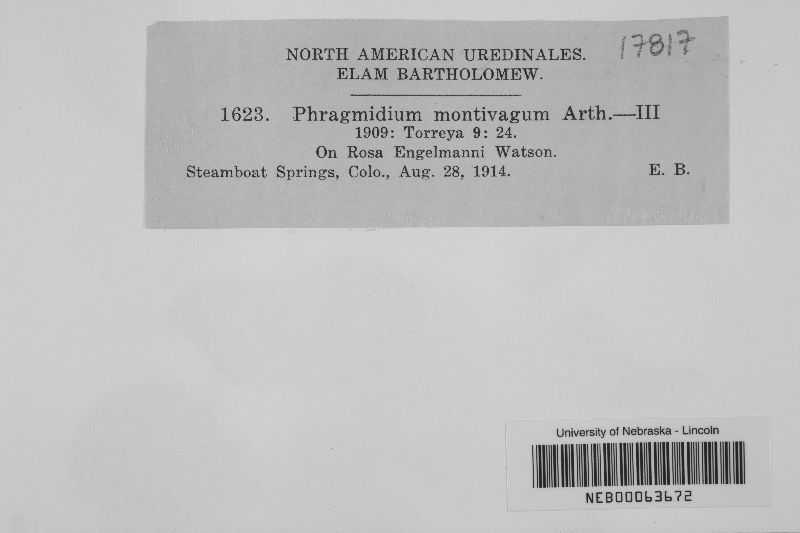 17817
NORTH AMERICAN UREDINALES.
ELAM BARTHOLOMEW.
1623. Phragmidium montivagum Arth.—III
1909: Torreya 9: 24.
On Rosa Engelmanni Watson.
Steamboat Springs, Colo., Aug. 28, 1914. E. B.
University of Nebraska - Lincoln
NEB00063672